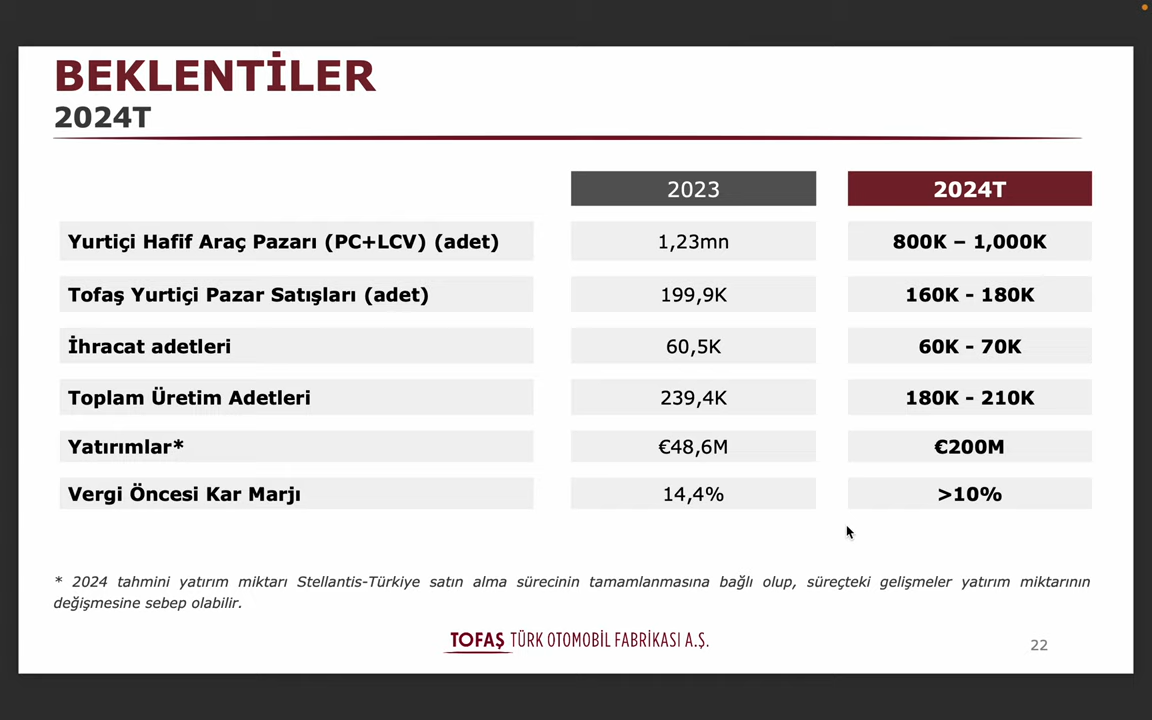 BEKLENTİLER
2024T
2023 2024T
Yurtiçi Hafif Araç Pazarı (PC+LCV) (adet) 1,23mn 800K – 1,000K
Tofaş Yurtiçi Pazar Satışları (adet) 199,9K 160K - 180K
İhracat adetleri 60,5K 60K - 70K
Toplam Üretim Adetleri 239,4K 180K - 210K
Yatırımlar* €48,6M €200M
Vergi Öncesi Kar Marjı 14,4% >10%
* 2024 tahmini yatırım miktarı Stellantis-Türkiye satın alma sürecinin tamamlanmasına bağlı olup, süreçteki gelişmeler yatırım miktarının
değişmesine sebep olabilir.
TOFAŞ TÜRK OTOMOBİL FABRİKASI A.Ş.
22